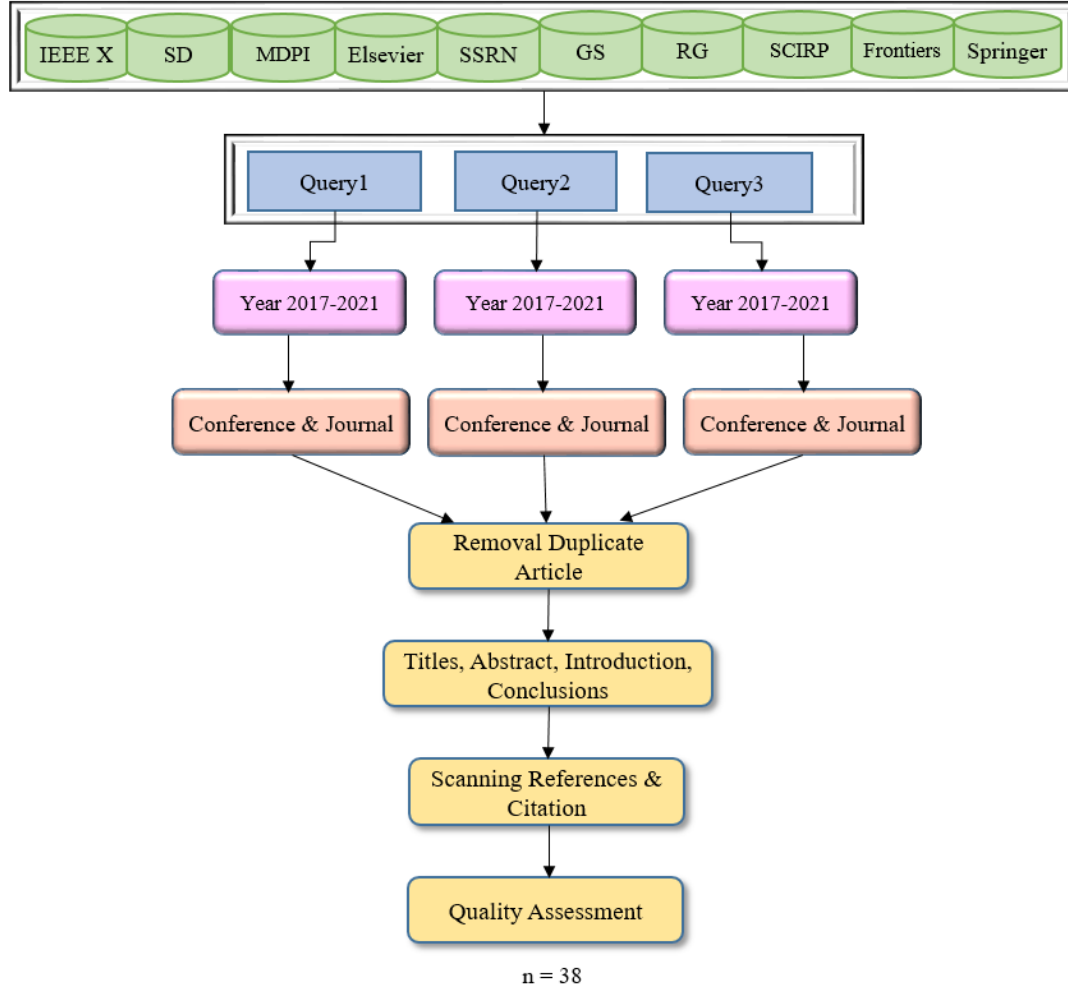 IEEE X
SD
MDPI
Elsevier
SSRN
GS
RG
SCIRP
Frontiers
Springer
Query1
Query2
Query3
Year 2017-2021
Year 2017-2021
Year 2017-2021
Conference & Journal
Conference & Journal
Conference & Journal
Removal Duplicate
Article
Titles, Abstract, Introduction,
Conclusions
Scanning References &
Citation
Quality Assessment
n = 38